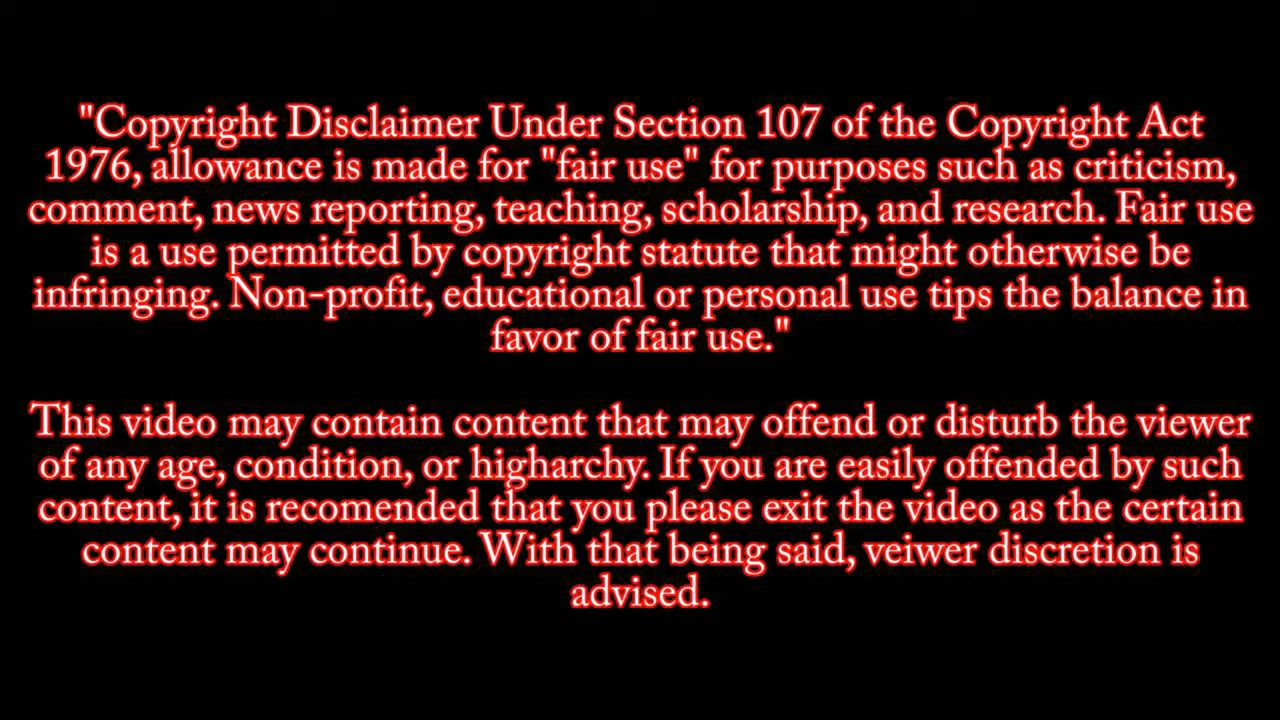 "Copyright Disclaimer Under Section 107 of the Copyright Act
1976, allowance is made for "fair use" for purposes such as criticism,
comment, news reporting, teaching, scholarship, and research. Fair use
is a use permitted by copyright statute that might otherwise be
infringing. Non-profit, educational or personal use tips the balance in
favor of fair use."
This video may contain content that may offend or disturb the viewer
of any age, condition, or higharchy. If you are easily offended by such
content, it is recomended that you please exit the video as the certain
content may continue. With that being said, veiwer discretion is
advised.